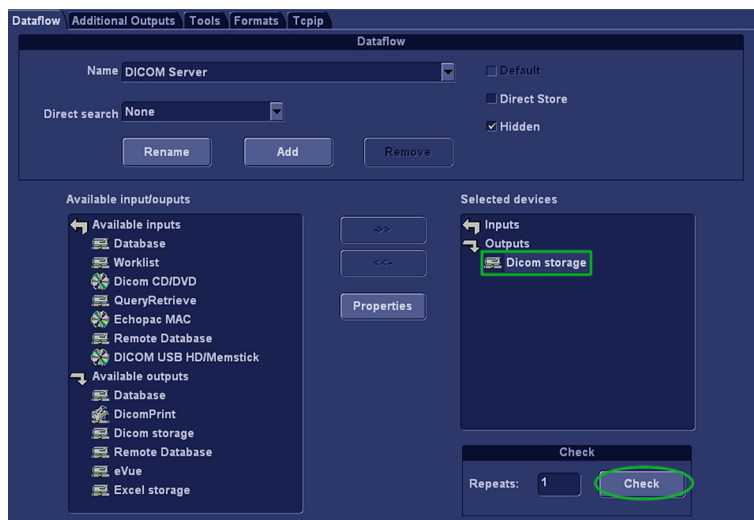 Dataflow Additional Outputs Tools Formats Tcpip
Dataflow
Name DICOM Server Default
Direct search None Direct Store
Hidden
Rename Add Remove
Available input/ouputs
Available inputs
Database
Worklist
Dicom CD/DVD
QueryRetrieve
Echopac MAC
Remote Database
DICOM USB HD/Memstick
Available outputs
Database
DicomPrint
Dicom storage
Remote Database
eVue
Excel storage
->>
<<-
Properties
Selected devices
Inputs
Outputs
Dicom storage
Check
Repeats: 1 Check